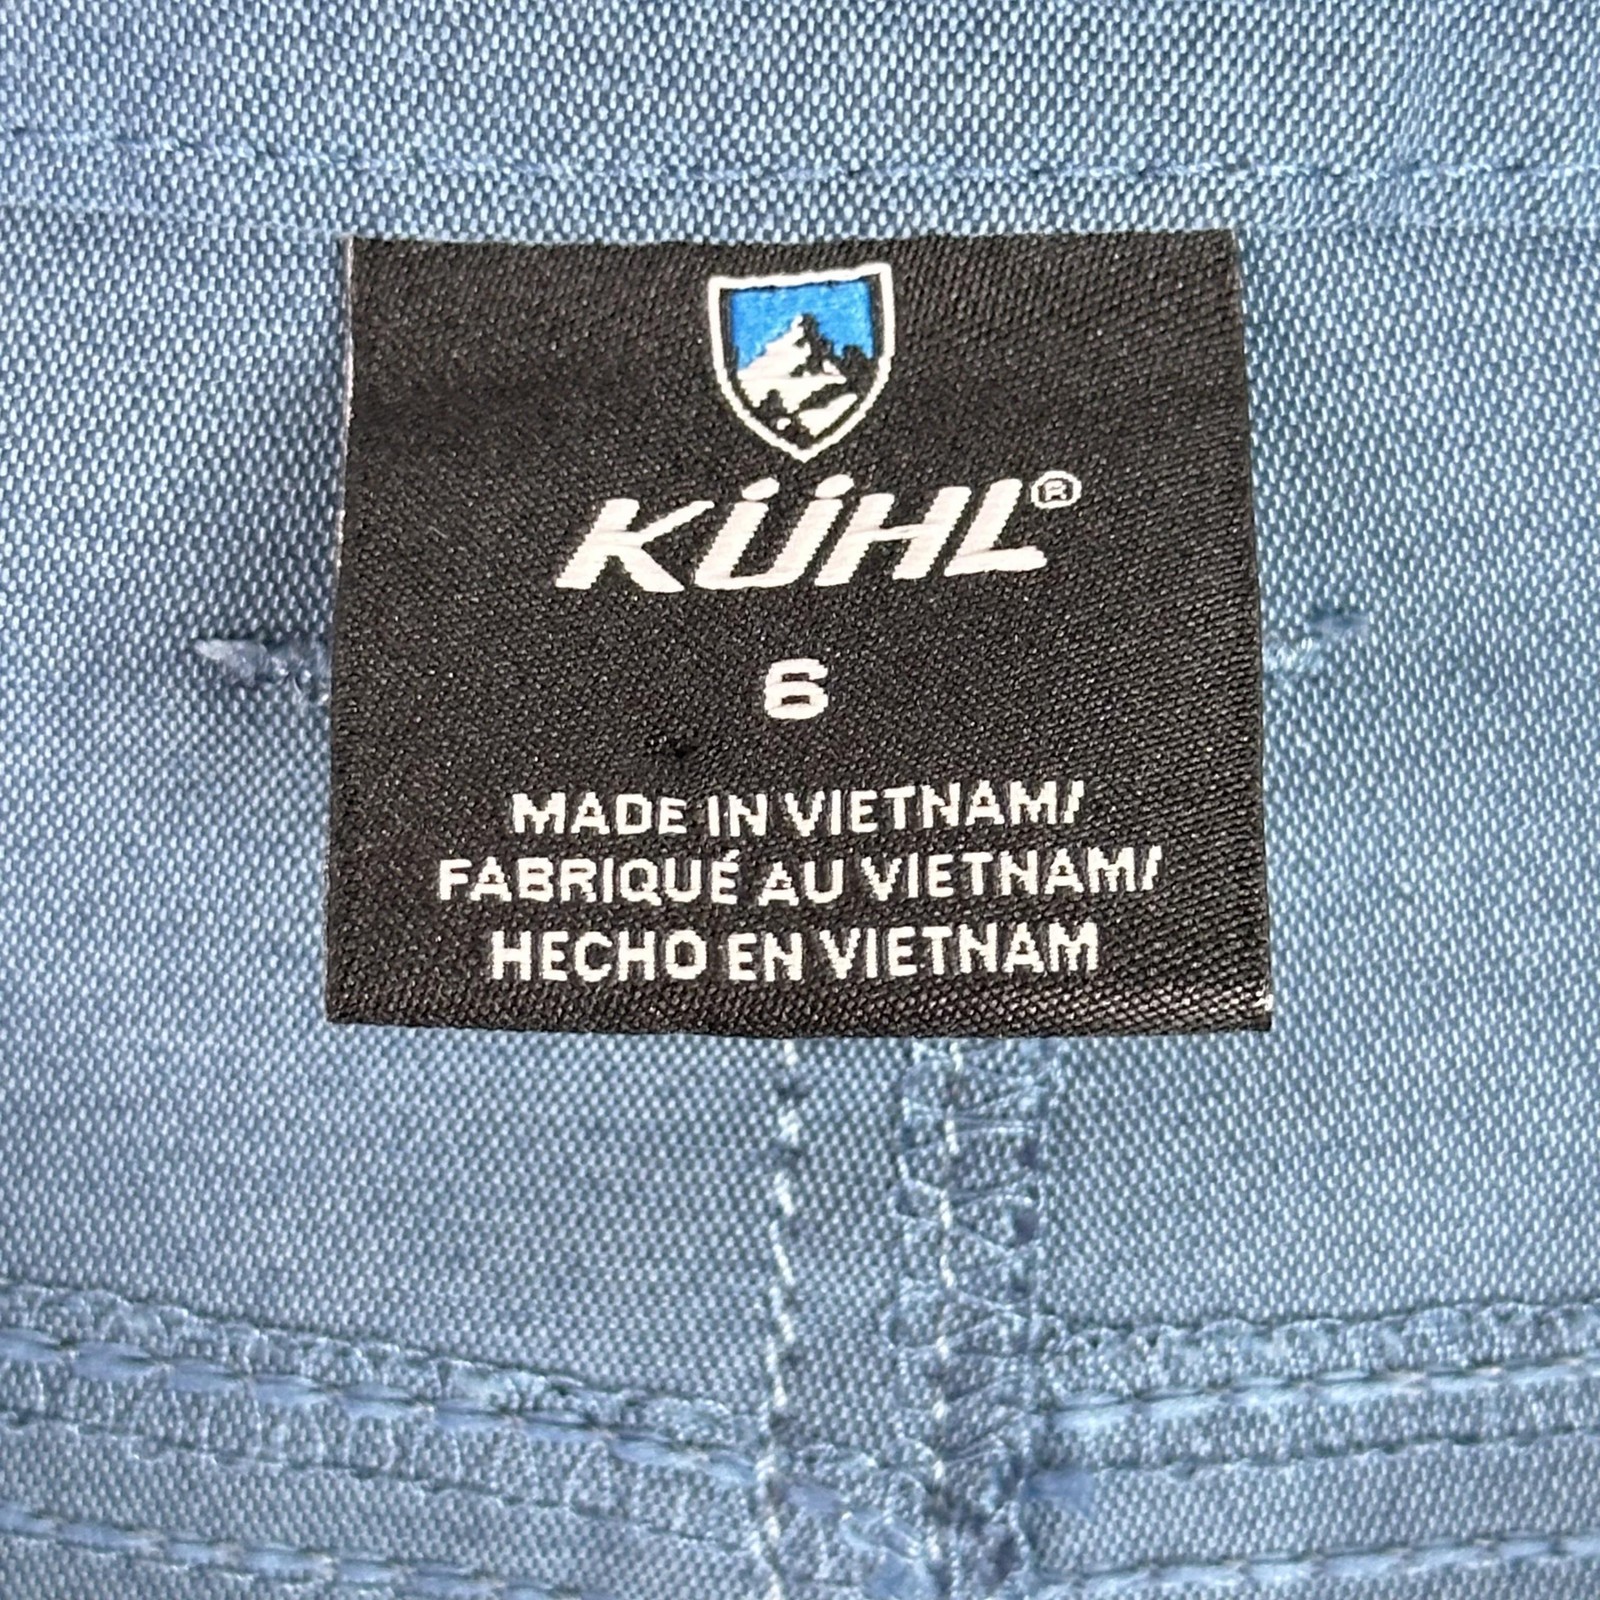 KÜHL®
6
MADE IN VIETNAM/
FABRIQUÉ AU VIETNAM/
HECHO EN VIETNAM